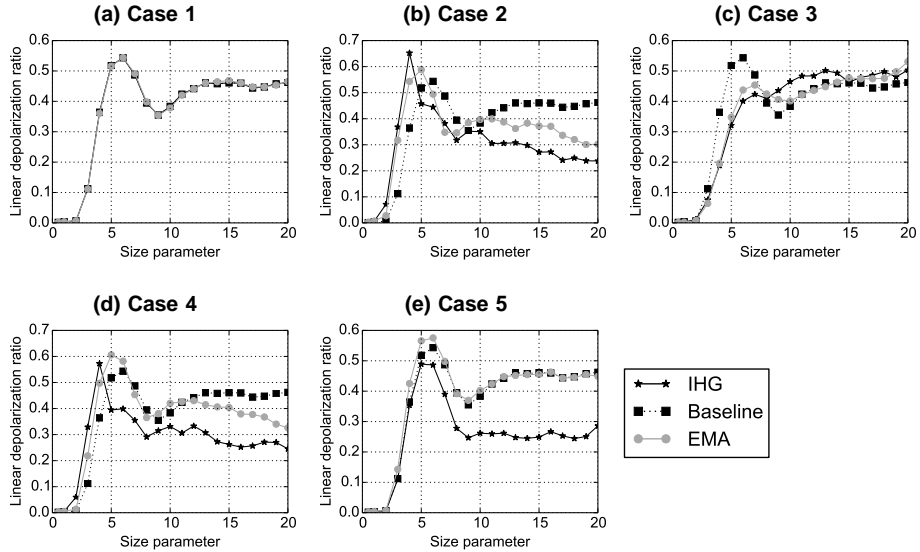 (a) Case 1
Linear depolarization ratio
0.6
0.5
0.4
0.3
0.2
0.1
0.0
0 5 10 15 20
Size parameter
(b) Case 2
Linear depolarization ratio
0.7
0.6
0.5
0.4
0.3
0.2
0.1
0.0
0 5 10 15 20
Size parameter
(c) Case 3
Linear depolarization ratio
0.6
0.5
0.4
0.3
0.2
0.1
0.0
0 5 10 15 20
Size parameter
(d) Case 4
Linear depolarization ratio
0.7
0.6
0.5
0.4
0.3
0.2
0.1
0.0
0 5 10 15 20
Size parameter
(e) Case 5
Linear depolarization ratio
0.6
0.5
0.4
0.3
0.2
0.1
0.0
0 5 10 15 20
Size parameter
IHG
Baseline
EMA